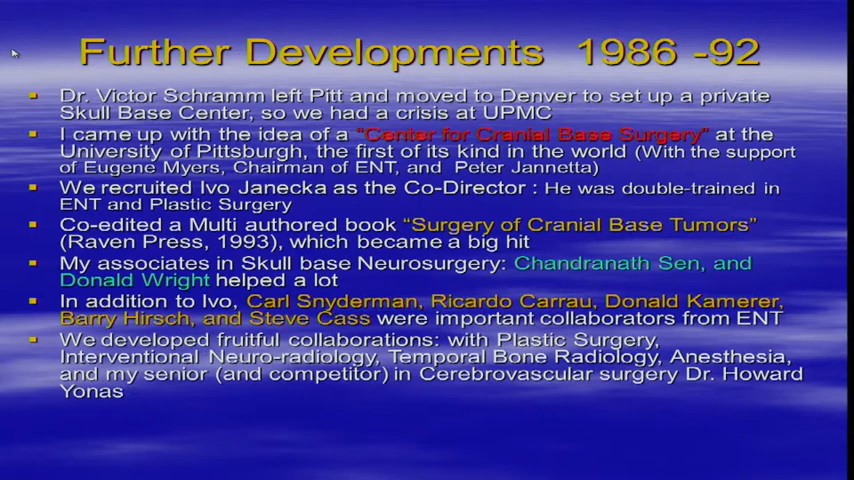 Further Developments 1986 -92
Dr. Victor Schramm left Pitt and moved to Denver to set up a private
Skull Base Center, so we had a crisis at UPMC
I came up with the idea of a "Center for Cranial Base Surgery" at the
University of Pittsburgh, the first of its kind in the world (With the support
of Eugene Myers, Chairman of ENT, and Peter Jannetta)
We recruited Ivo Janecka as the Co-Director : He was double-trained in
ENT and Plastic Surgery
Co-edited a Multi authored book "Surgery of Cranial Base Tumors"
(Raven Press, 1993), which became a big hit
My associates in Skull base Neurosurgery: Chandranath Sen, and
Donald Wright helped a lot
In addition to Ivo, Carl Snyderman, Ricardo Carrau, Donald Kamerer,
Barry Hirsch, and Steve Cass were important collaborators from ENT
We developed fruitful collaborations: with Plastic Surgery,
Interventional Neuro-radiology, Temporal Bone Radiology, Anesthesia,
and my senior (and competitor) in Cerebrovascular surgery Dr. Howard
Yonas